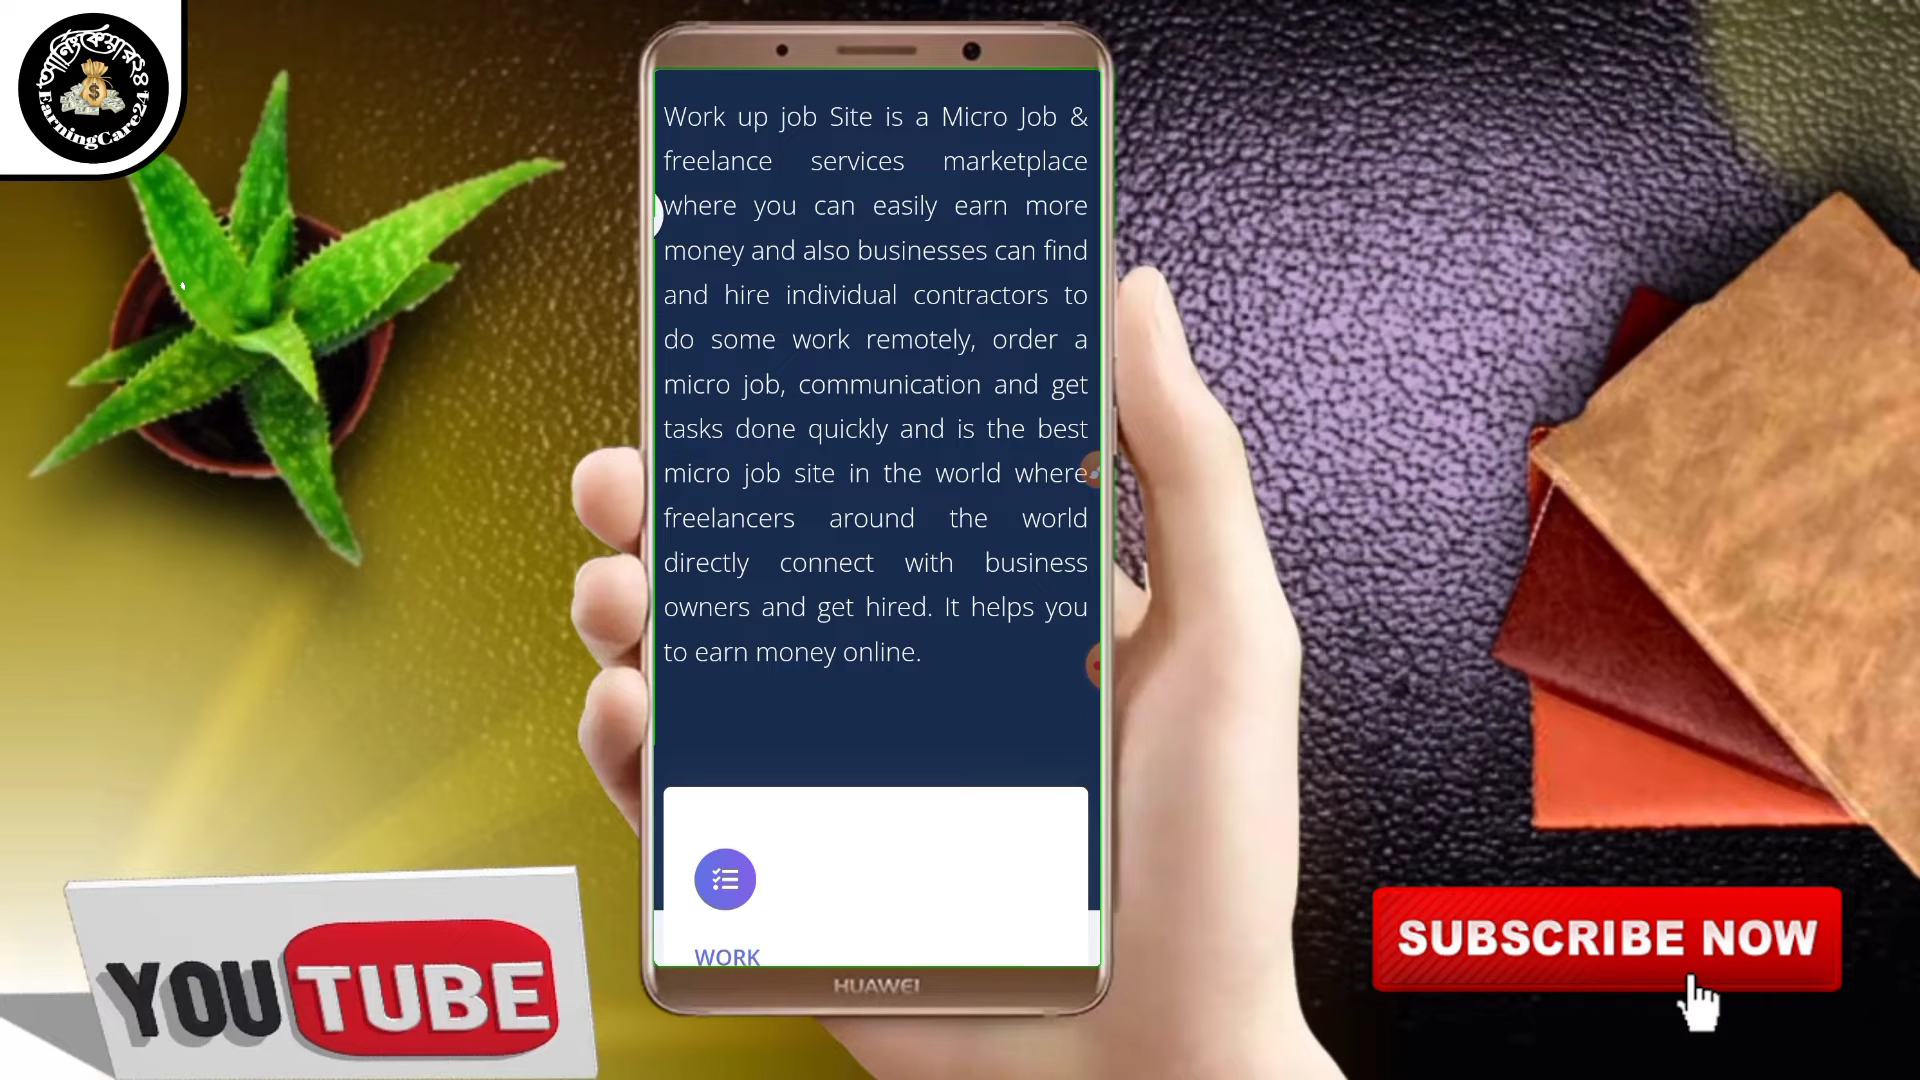 আর্নিংকেয়ার২৪
EarningCare24
Work up job Site is a Micro Job &
freelance services marketplace
where you can easily earn more
money and also businesses can find
and hire individual contractors to
do some work remotely, order a
micro job, communication and get
tasks done quickly and is the best
micro job site in the world where
freelancers around the world
directly connect with business
owners and get hired. It helps you
to earn money online.
WORK
HUAWEI
YOUTUBE
SUBSCRIBE NOW